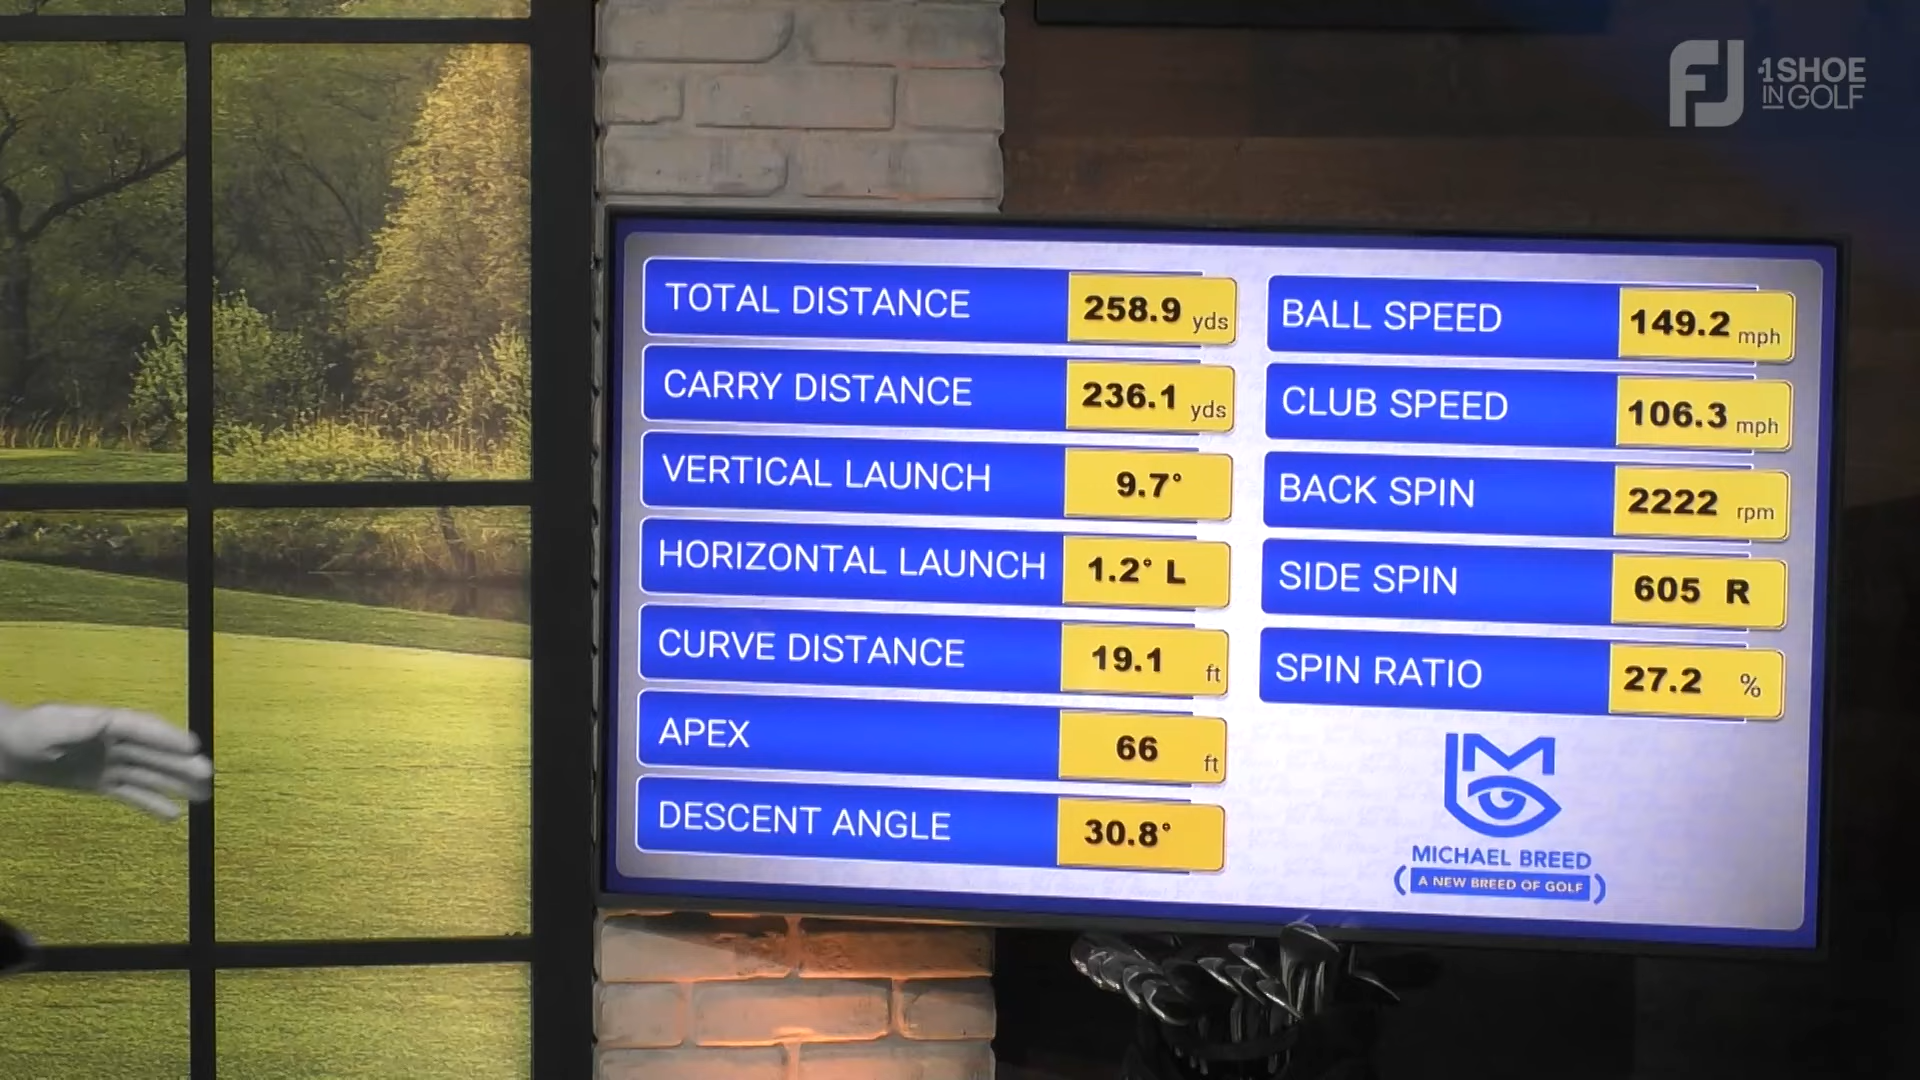 FJ #1 SHOE
IN GOLF
TOTAL DISTANCE 258.9 yds
CARRY DISTANCE 236.1 yds
VERTICAL LAUNCH 9.7°
HORIZONTAL LAUNCH 1.2° L
CURVE DISTANCE 19.1 ft
APEX 66 ft
DESCENT ANGLE 30.8°
BALL SPEED 149.2 mph
CLUB SPEED 106.3 mph
BACK SPIN 2222 rpm
SIDE SPIN 605 R
SPIN RATIO 27.2 %
MICHAEL BREED
A NEW BREED OF GOLF